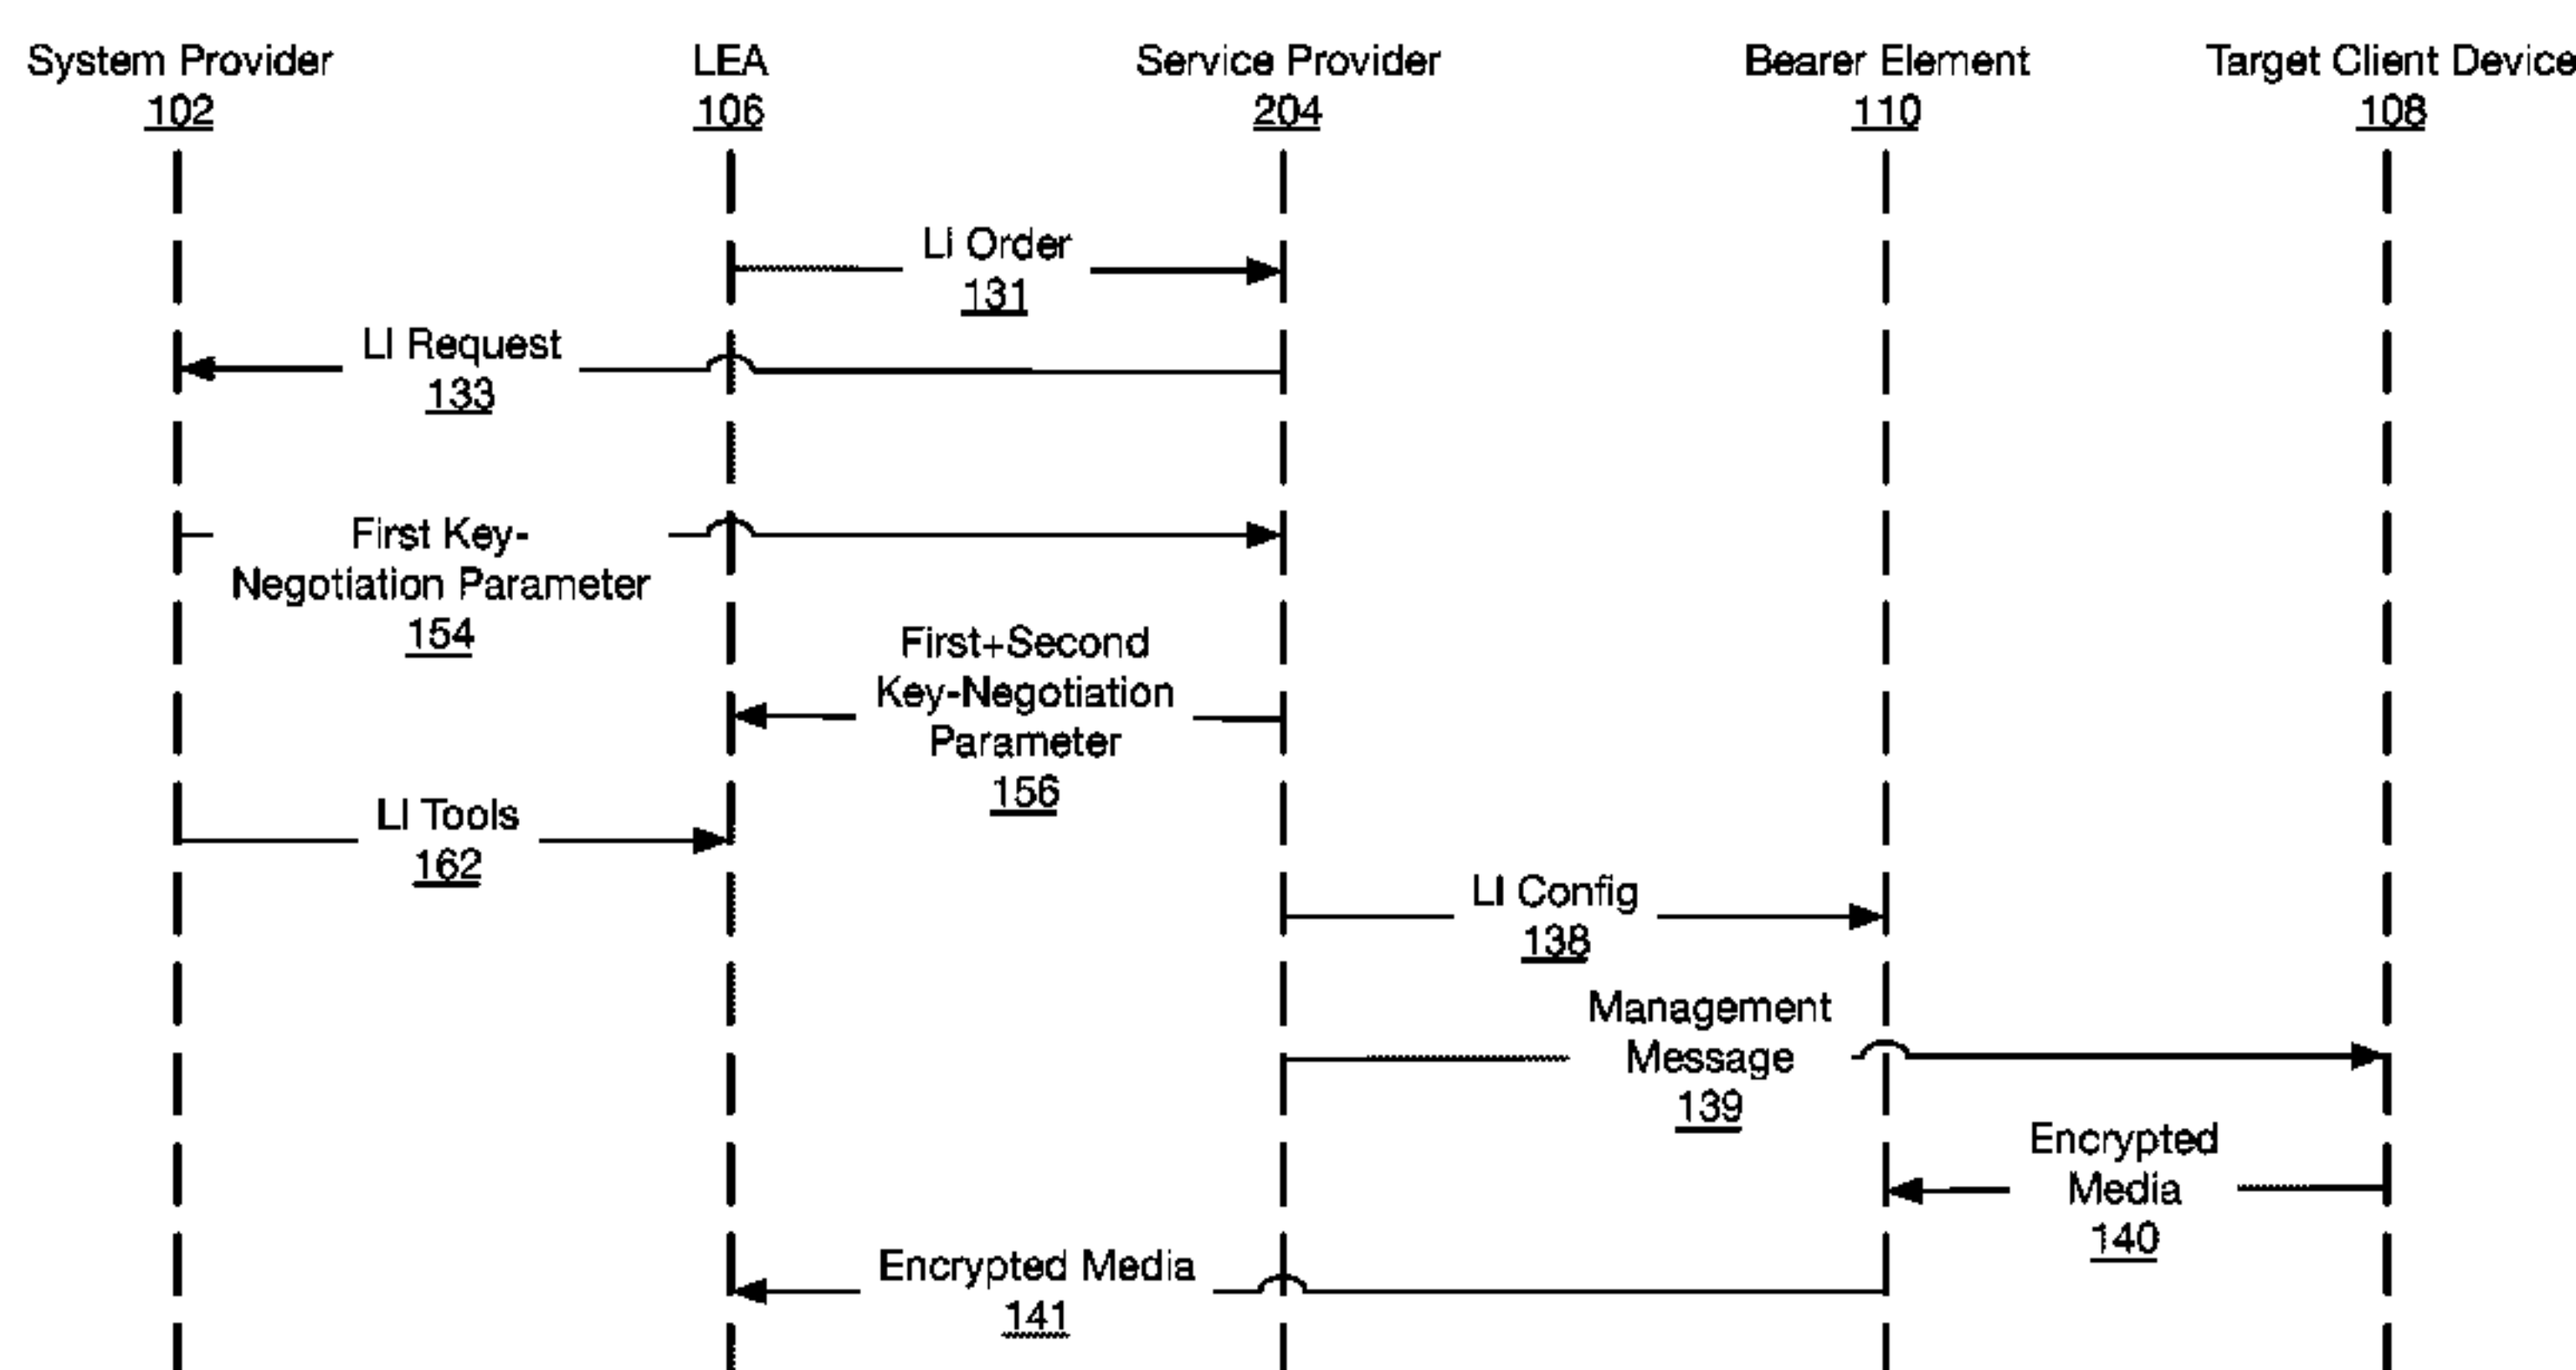 System Provider
102
LEA
106
Service Provider
204
Bearer Element
110
Target Client Device
108
LI Order
131
LI Request
133
First Key-
Negotiation Parameter
154
First+Second
Key-Negotiation
Parameter
156
LI Tools
162
LI Config
138
Management
Message
139
Encrypted
Media
140
Encrypted Media
141